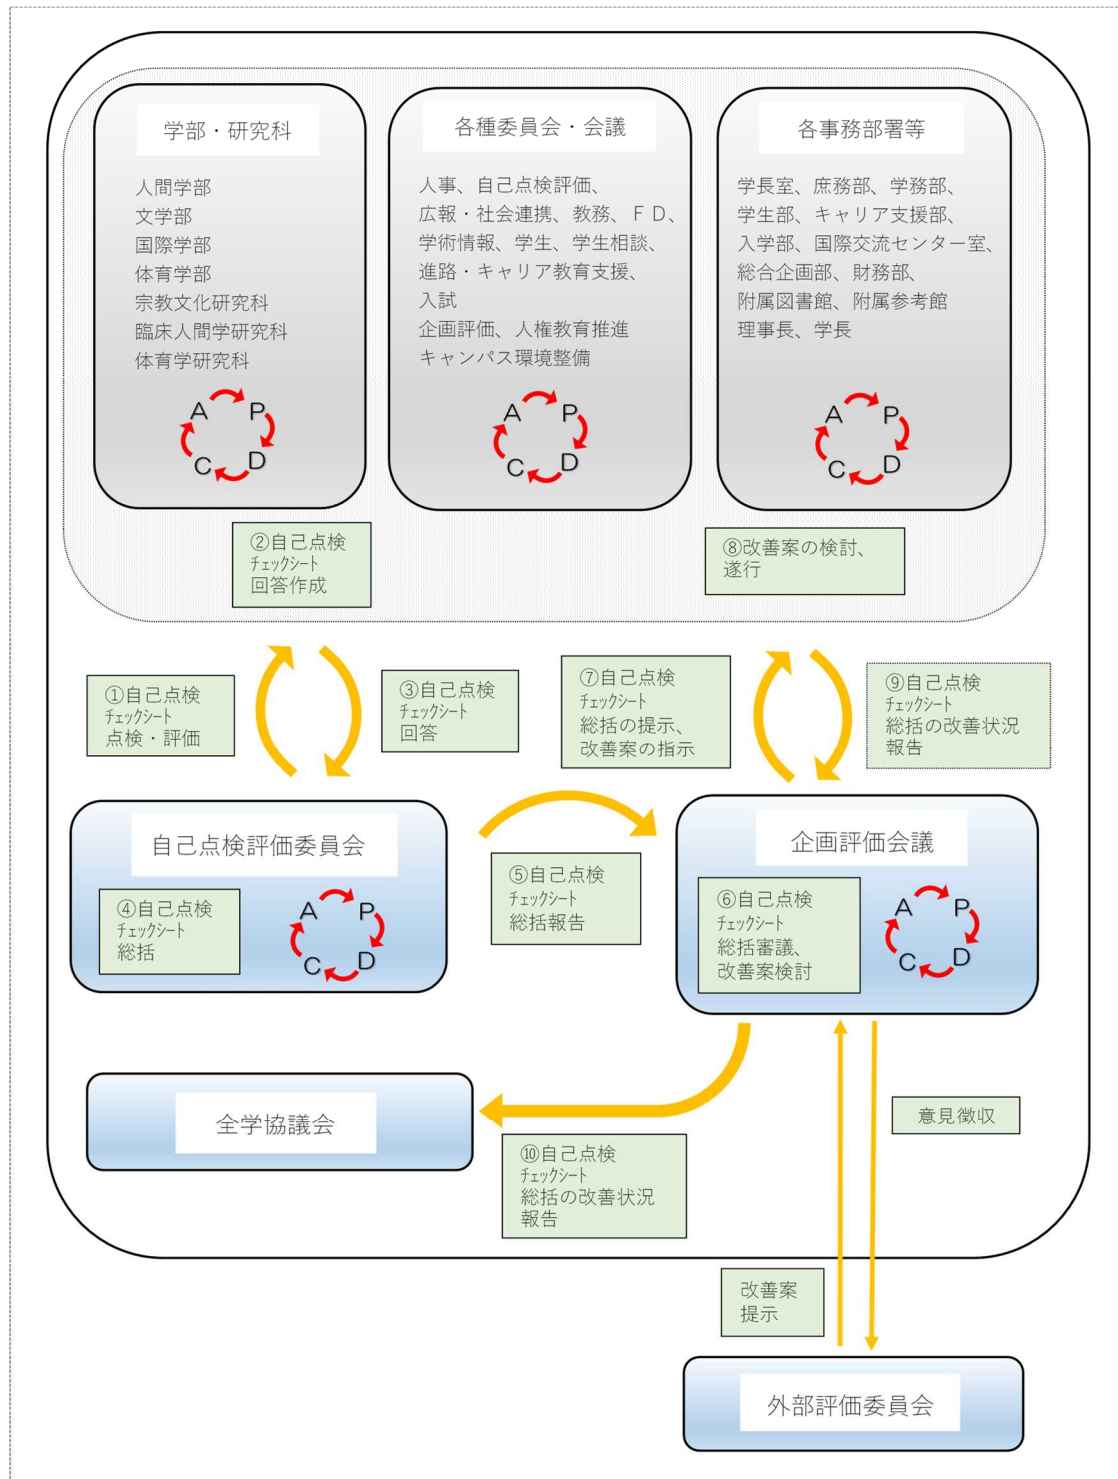 学部・研究科
人間学部
文学部
国際学部
体育学部
宗教文化研究科
臨床人間学研究科
体育学研究科
A
P
C
D
各種委員会・会議
人事、自己点検評価、
広報・社会連携、教務、ＦＤ、
学術情報、学生、学生相談、
進路・キャリア教育支援、
入試
企画評価、人権教育推進
キャンパス環境整備
A
P
C
D
各事務部署等
学長室、庶務部、学務部、
学生部、キャリア支援部、
入学部、国際交流センター室、
総合企画部、財務部、
附属図書館、附属参考館
理事長、学長
A
P
C
D
②自己点検
ﾁｪｯｸｼｰﾄ
回答作成
⑧改善案の検討、
遂行
①自己点検
ﾁｪｯｸｼｰﾄ
点検・評価
③自己点検
ﾁｪｯｸｼｰﾄ
回答
⑦自己点検
ﾁｪｯｸｼｰﾄ
総括の提示、
改善案の指示
⑨自己点検
ﾁｪｯｸｼｰﾄ
総括の改善状況
報告
自己点検評価委員会
④自己点検
ﾁｪｯｸｼｰﾄ
総括
A
P
C
D
⑤自己点検
ﾁｪｯｸｼｰﾄ
総括報告
企画評価会議
⑥自己点検
ﾁｪｯｸｼｰﾄ
総括審議、
改善案検討
A
P
C
D
全学協議会
⑩自己点検
ﾁｪｯｸｼｰﾄ
総括の改善状況
報告
意見徴収
改善案
提示
外部評価委員会